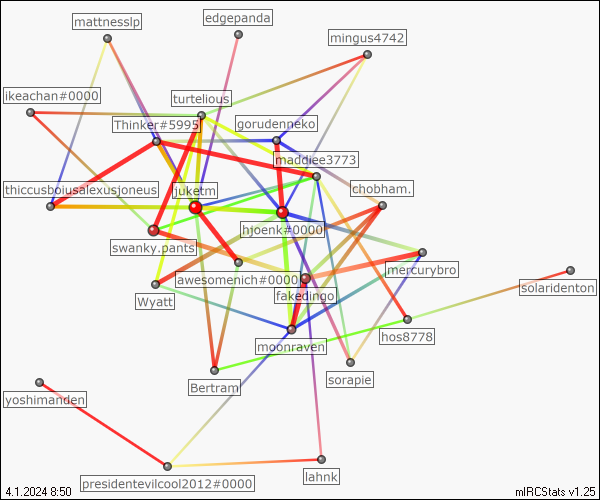 mattnesslp
edgepanda
mingus4742
ikeachan#0000
turtelious
Thinker#5995
gorudenneko
maddiee3773
thiccusboiusalexusjoneus
juketm
chobham.
swanky.pants
hjoenk#0000
awesomenich#0000
mercurybro
Wyatt
fakedingo
solaridenton
moonraven
hos8778
Bertram
sorapie
yoshimanden
presidentevilcool2012#0000
lahnk
4.1.2024 8:50
mIRCStats v1.25